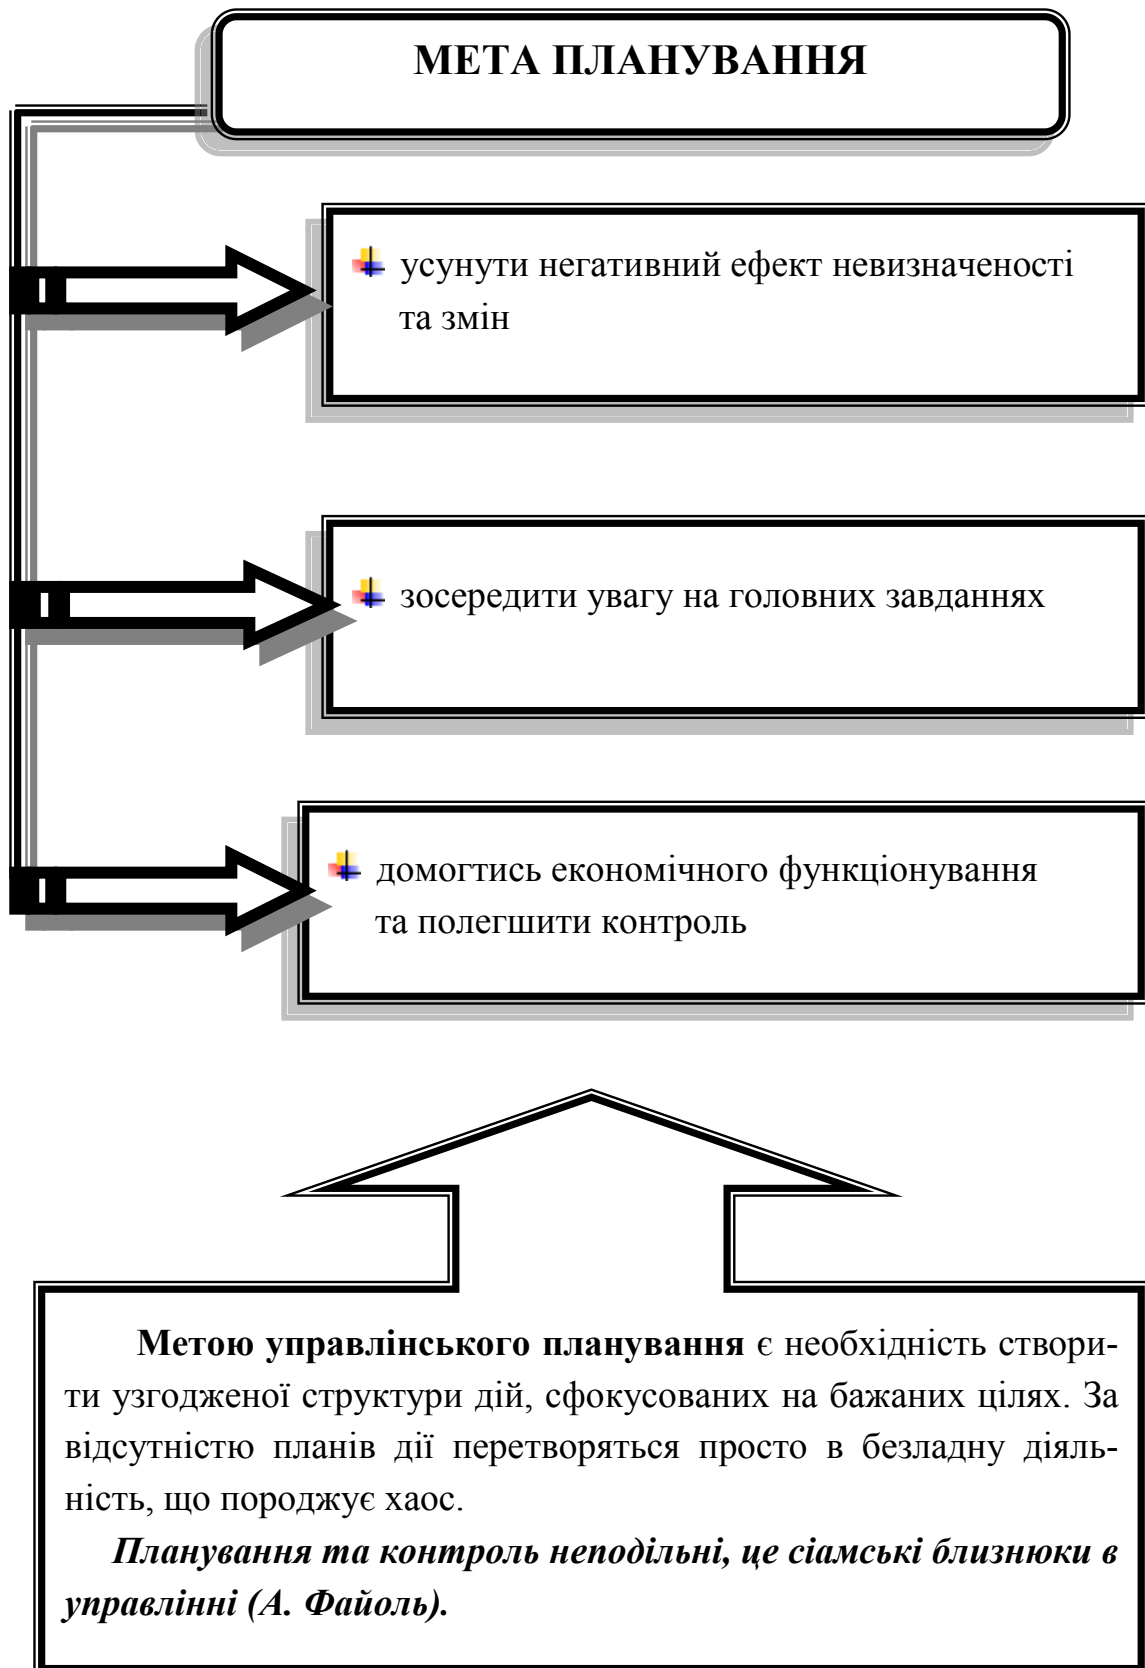 МЕТА ПЛАНУВАННЯ
усунути негативний ефект невизначеності
та змін
зосередити увагу на головних завданнях
домогтись економічного функціонування
та полегшити контроль
Метою управлінського планування є необхідність створи-
ти узгодженої структури дій, сфокусованих на бажаних цілях. За
відсутністю планів дії перетворяться просто в безладну діяль-
ність, що породжує хаос.
Планування та контроль неподільні, це сіамські близнюки в
управлінні (А. Файоль).